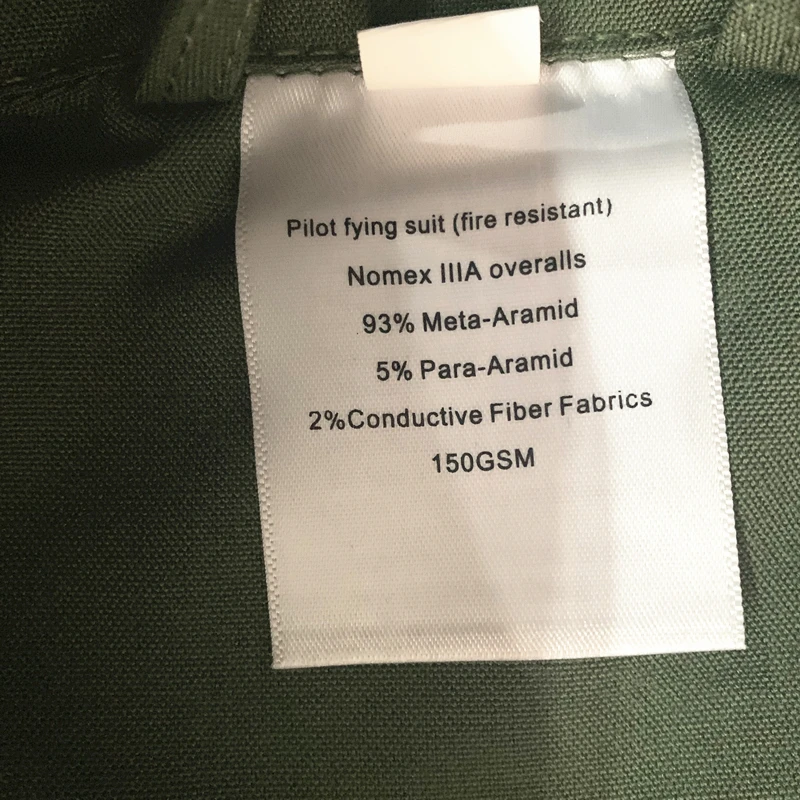 Pilot fying suit (fire resistant)
Nomex IIIA overalls
93% Meta-Aramid
5% Para-Aramid
2%Conductive Fiber Fabrics
150GSM